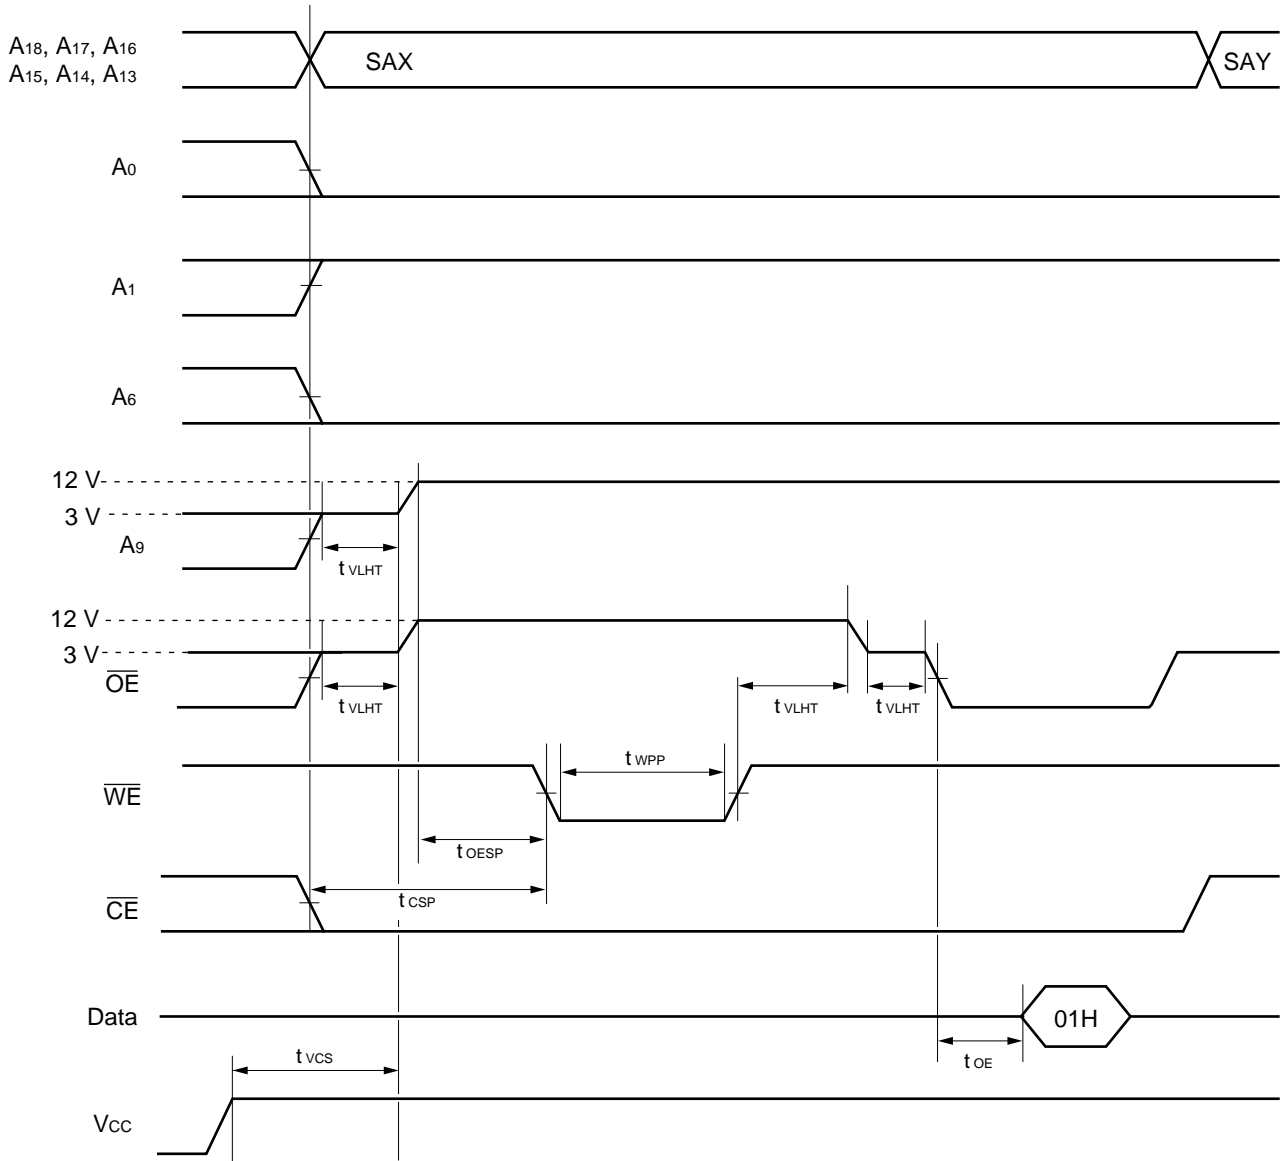 A18, A17, A16
A15, A14, A13
SAX
SAY
A0
A1
A6
12 V
3 V
A9
t VLHT
12 V
3 V
OE
t VLHT
t VLHT
t VLHT
t WPP
WE
t OESP
t CSP
CE
Data
01H
t VCS
t OE
VCC